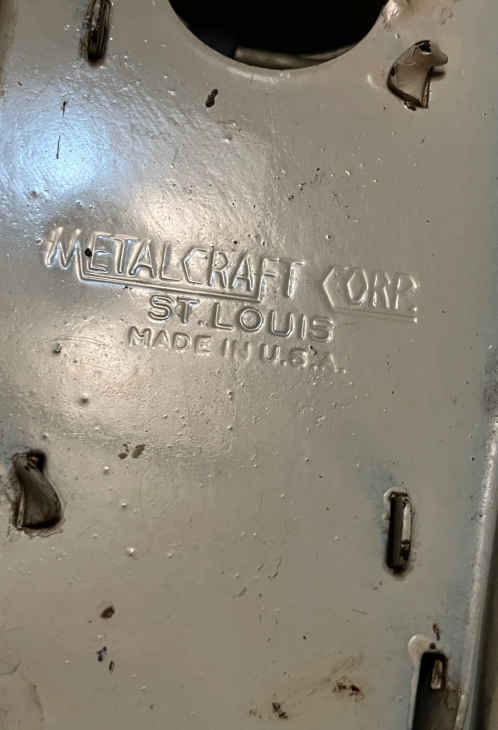 METALCRAFT CORP.
ST. LOUIS
MADE IN U.S.A.